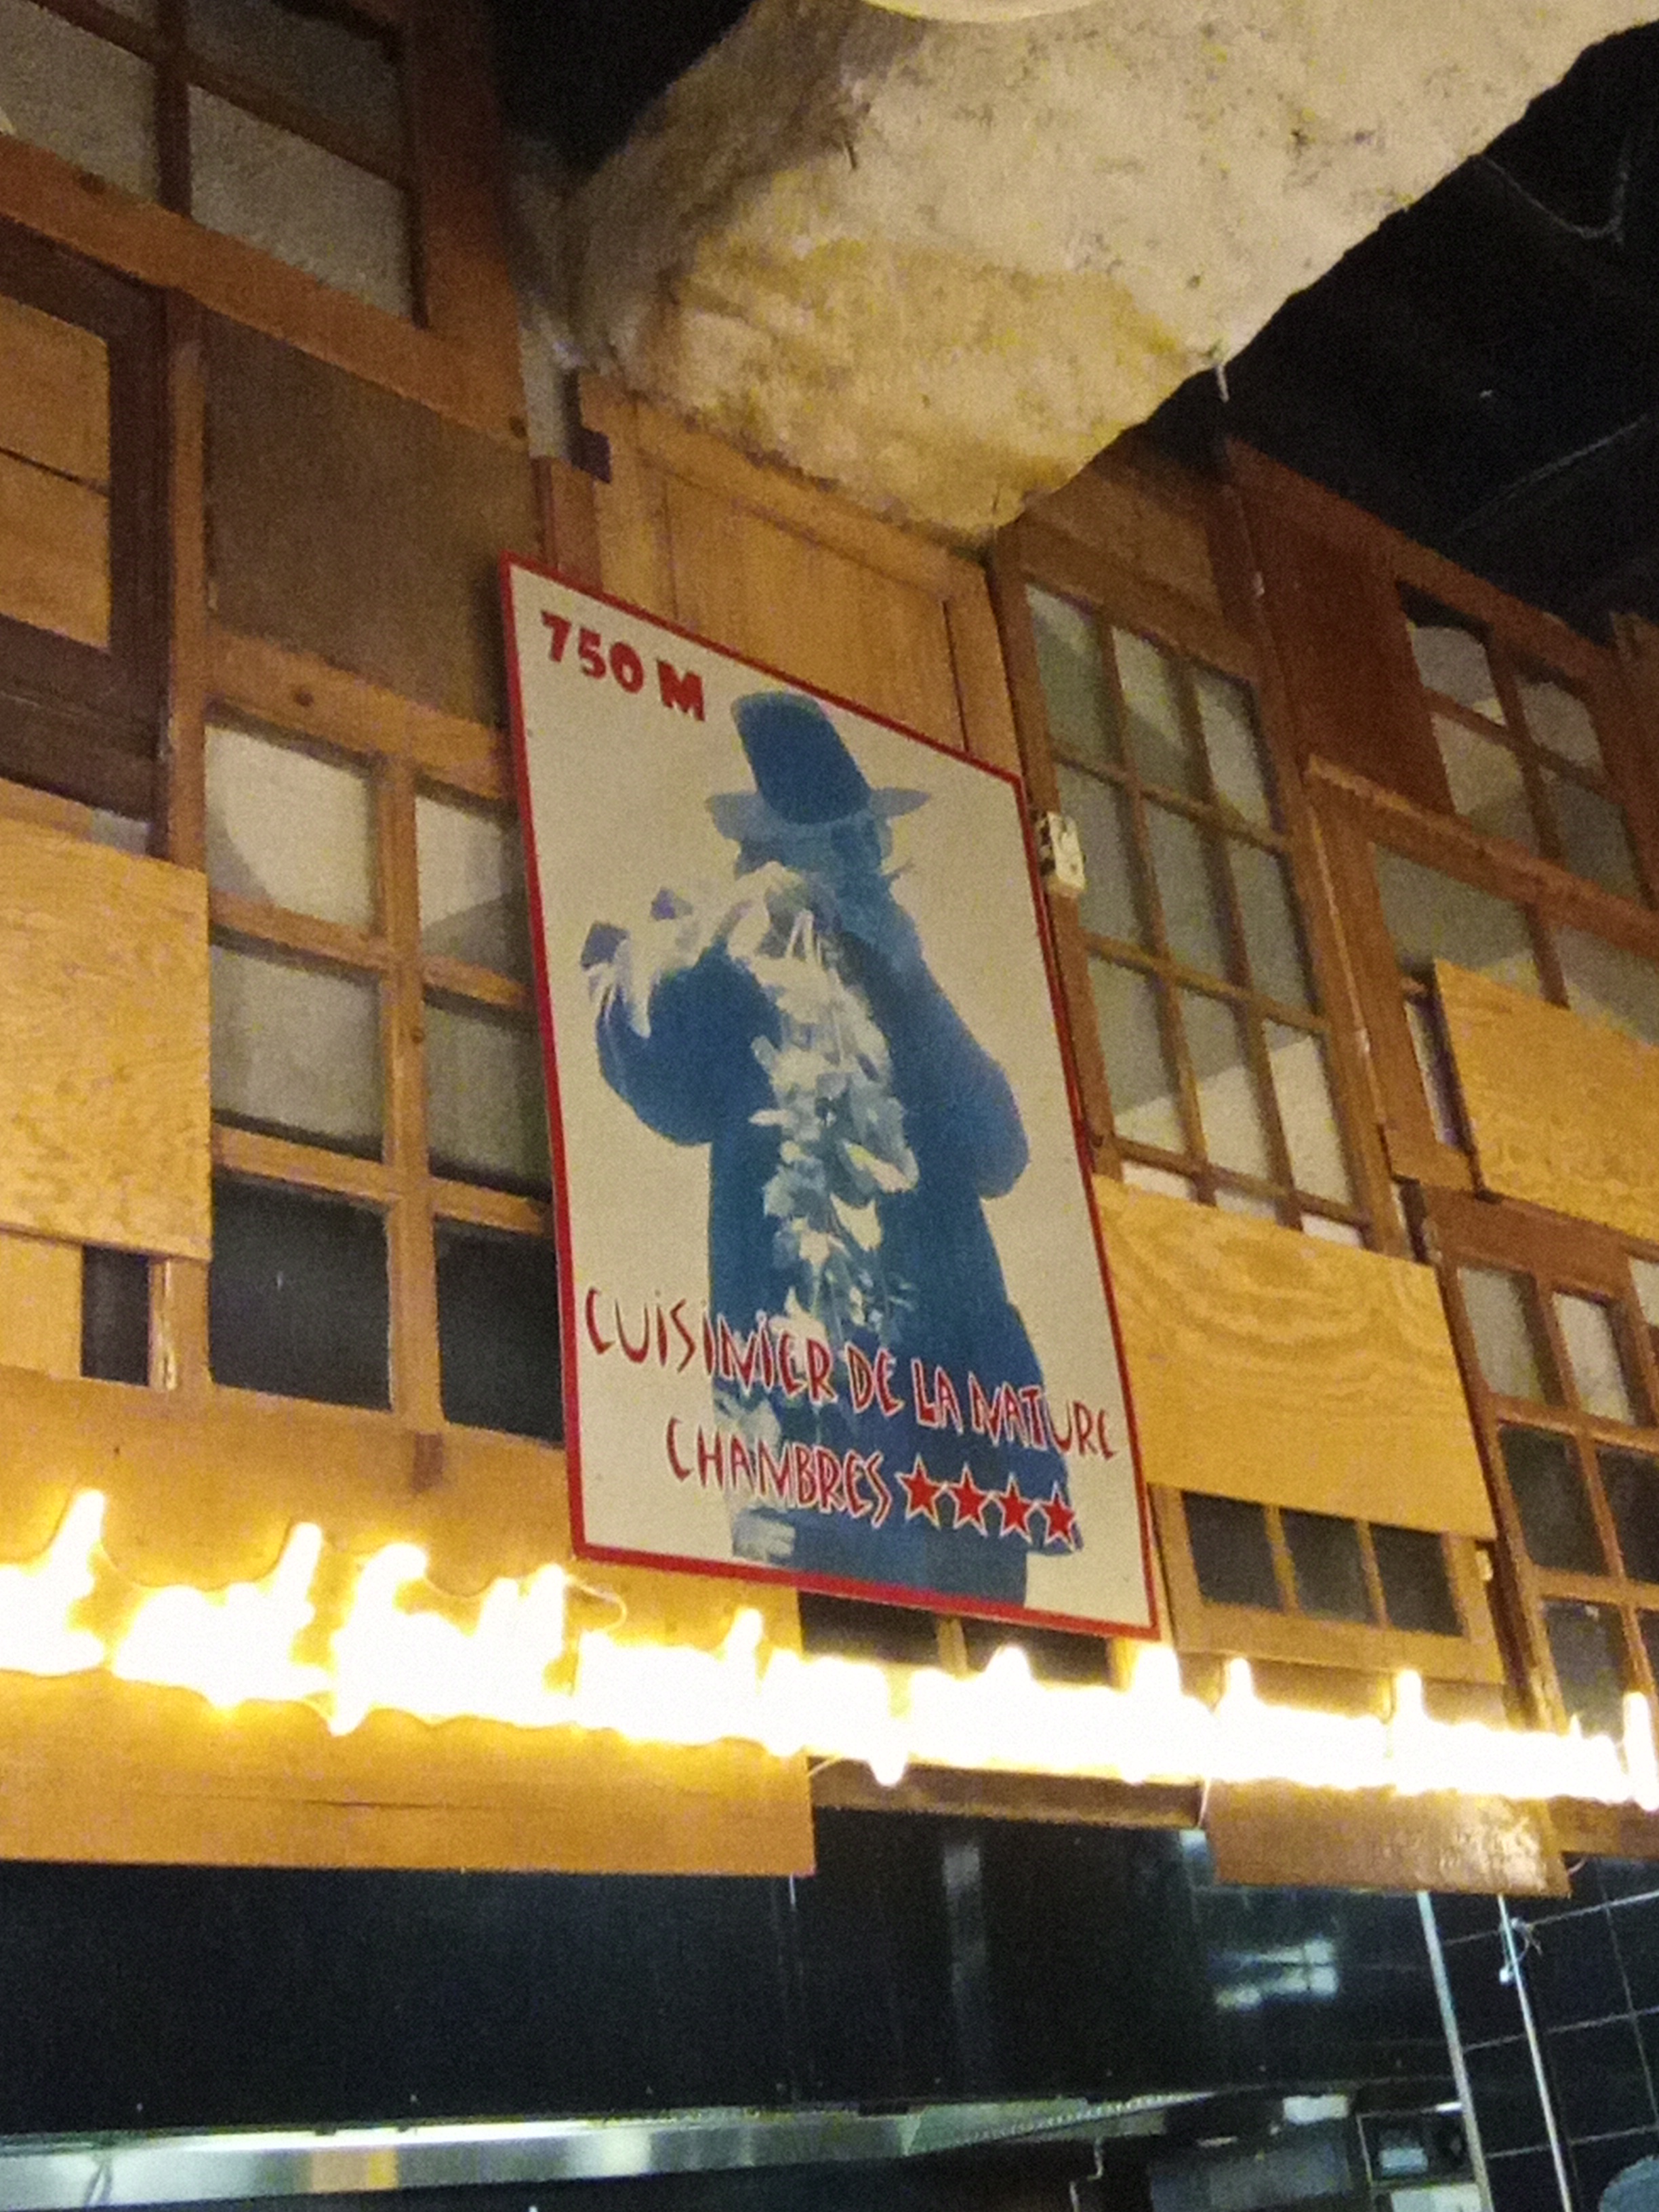 750 M
CUiSiNiER DE LA NATURE
CHAMBRES ★★★★